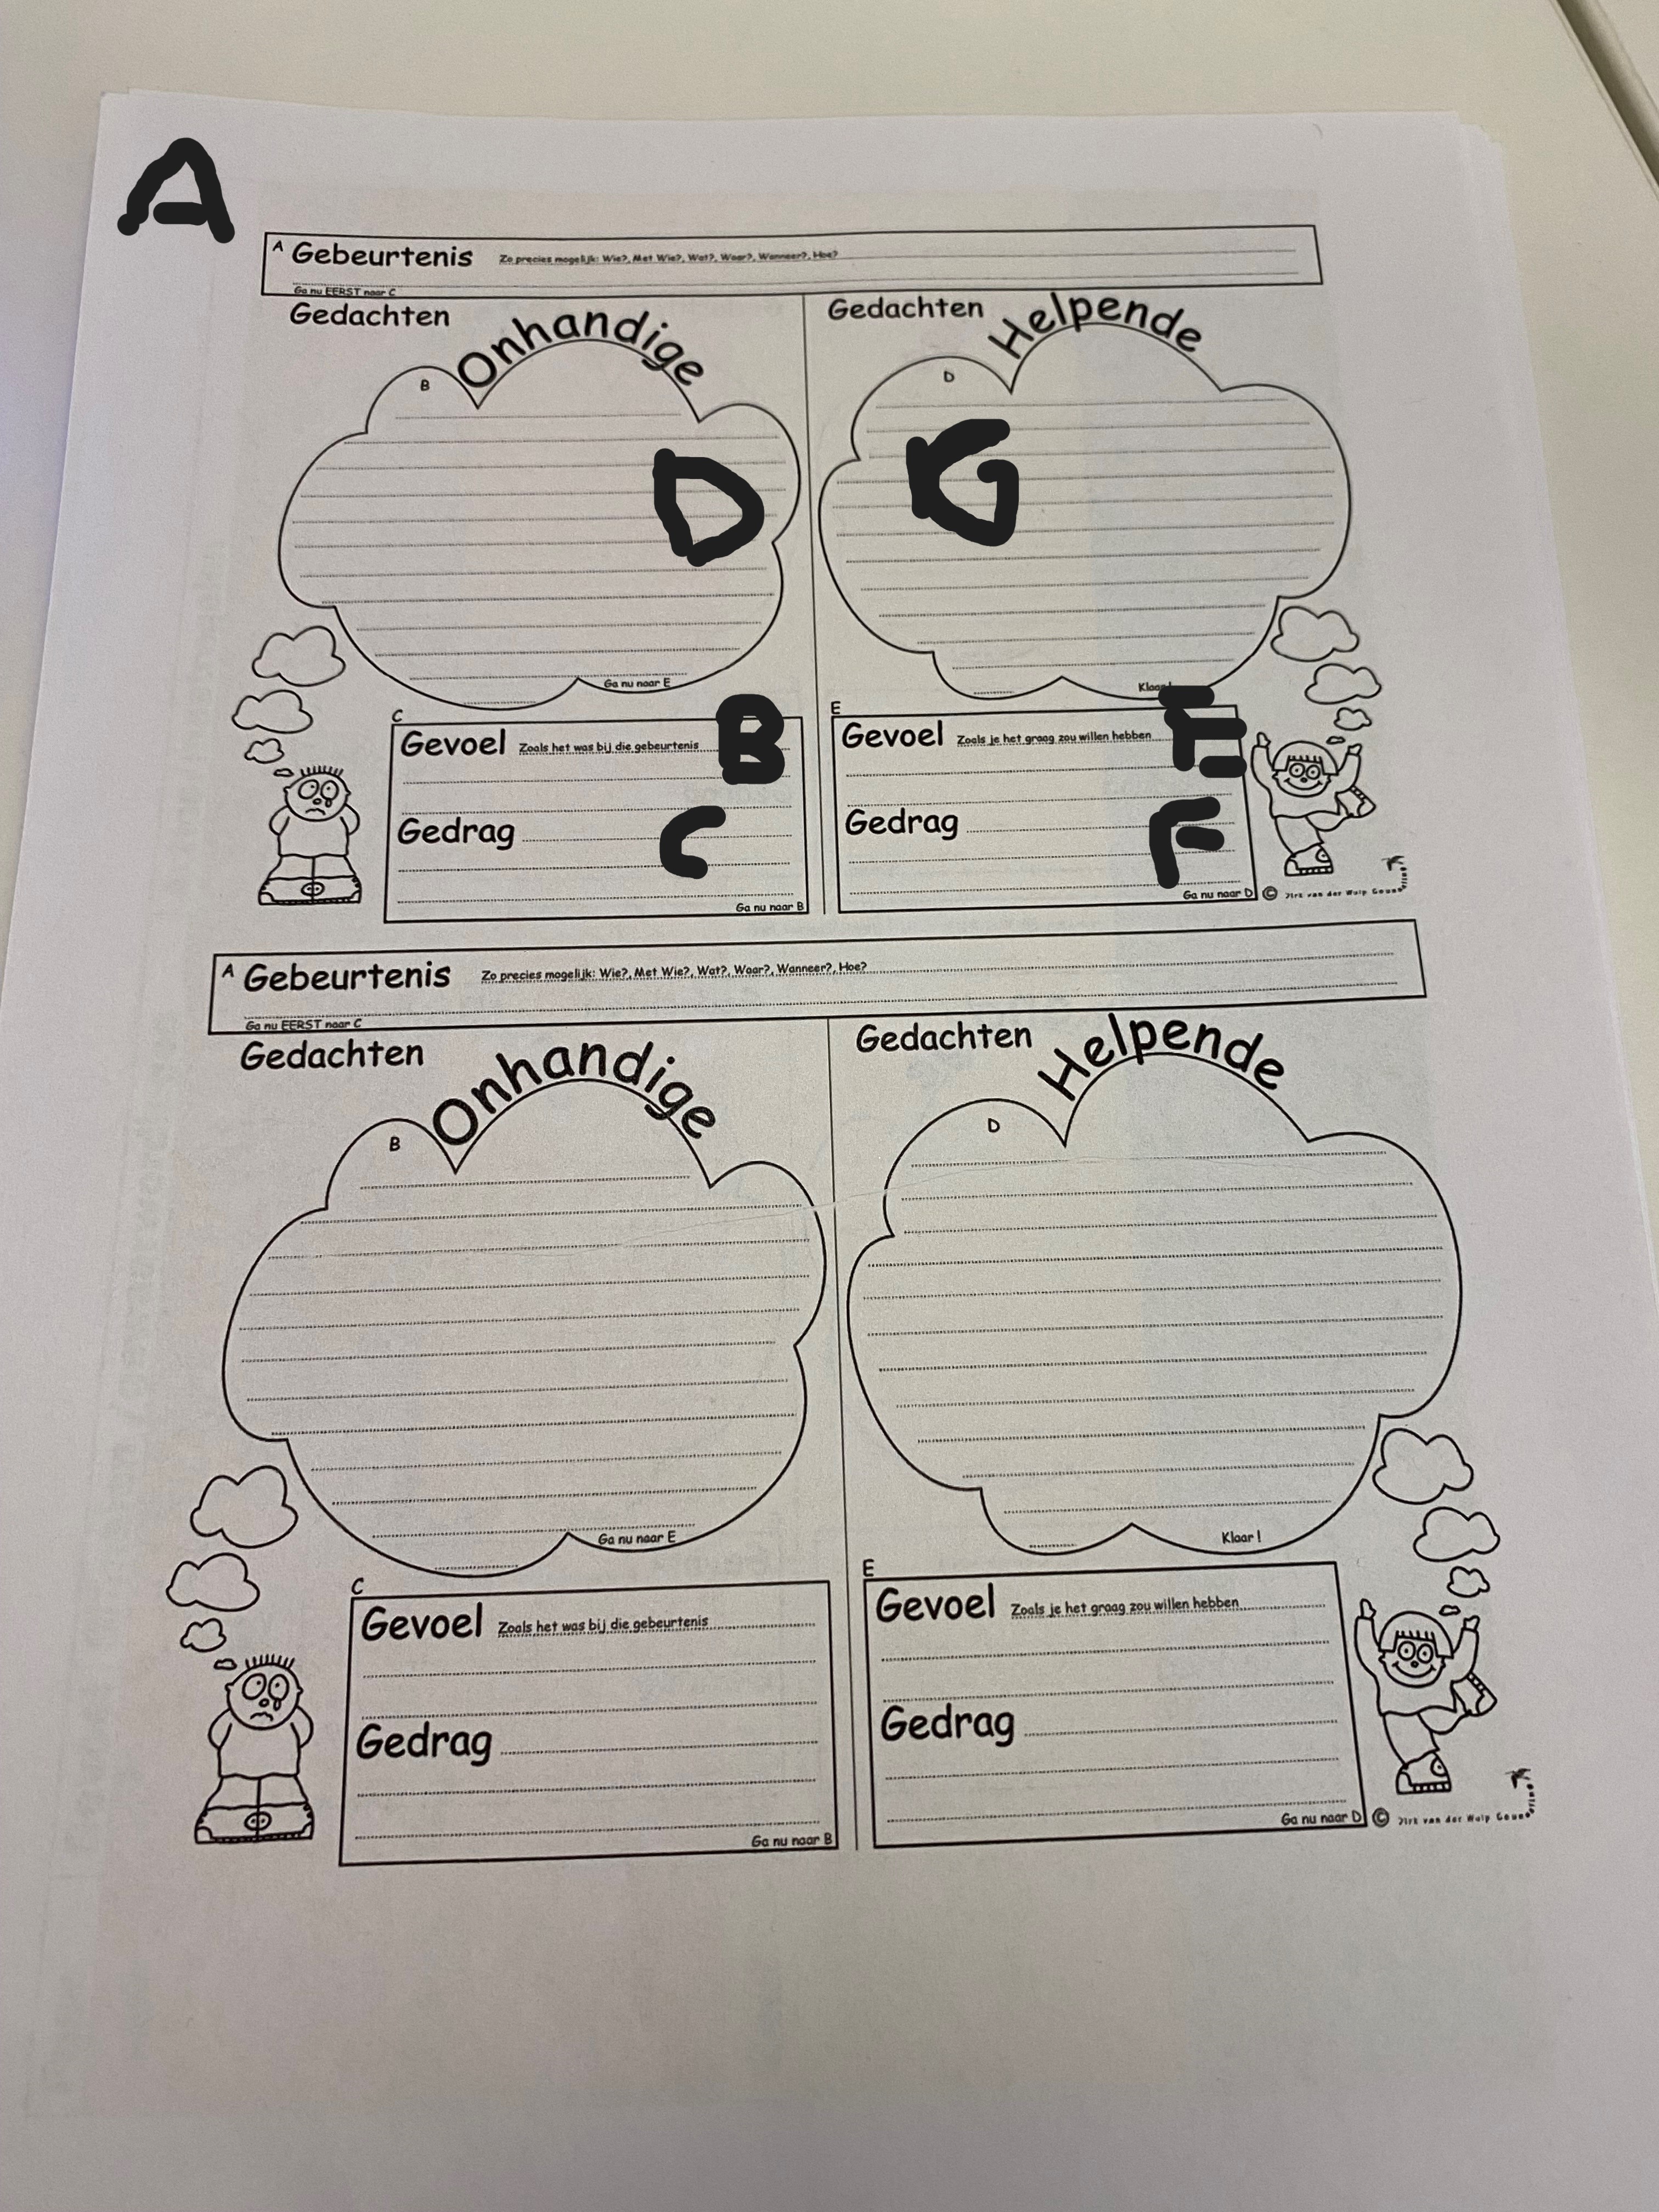 A
A Gebeurtenis Zo precies mogelijk: Wie?, Met Wie?, Wat?, Waar?, Wanneer?, Hoe?
Ga nu EERST naar C
Gedachten Onhandige
B
D
Ga nu naar E
Gedachten Helpende
D
G
Klaar !
C
Gevoel Zoals het was bij die gebeurtenis
B
Gedrag
C
Ga nu naar B
E
Gevoel Zoals je het graag zou willen hebben
E
Gedrag
F
Ga nu naar D
© Dirk van der Wulp
A Gebeurtenis Zo precies mogelijk: Wie?, Met Wie?, Wat?, Waar?, Wanneer?, Hoe?
Ga nu EERST naar C
Gedachten Onhandige
B
Ga nu naar E
Gedachten Helpende
D
Klaar !
C
Gevoel Zoals het was bij die gebeurtenis
Gedrag
Ga nu naar B
E
Gevoel Zoals je het graag zou willen hebben
Gedrag
Ga nu naar D
© Dirk van der Wulp